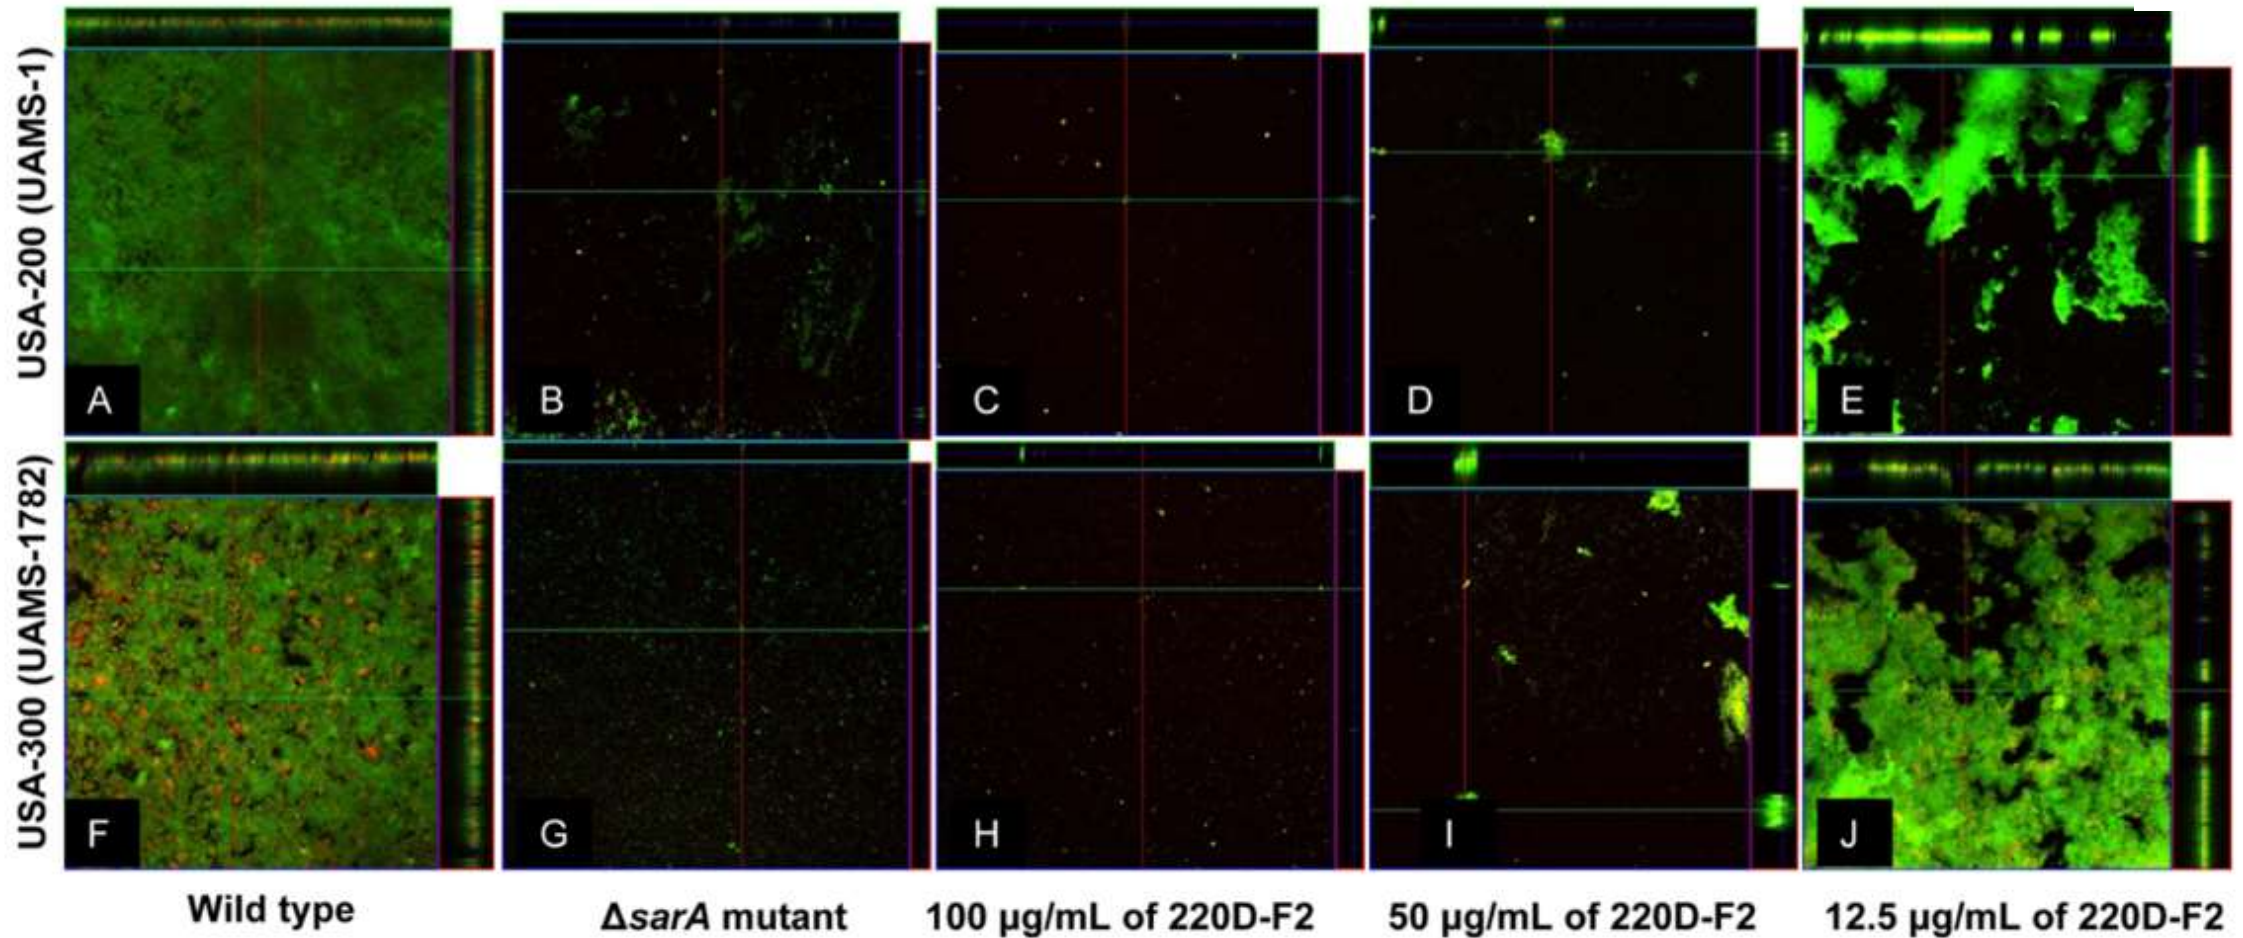 USA-200 (UAMS-1)
A
B
C
D
E
USA-300 (UAMS-1782)
F
G
H
I
J
Wild type
ΔsarA mutant
100 µg/mL of 220D-F2
50 µg/mL of 220D-F2
12.5 µg/mL of 220D-F2